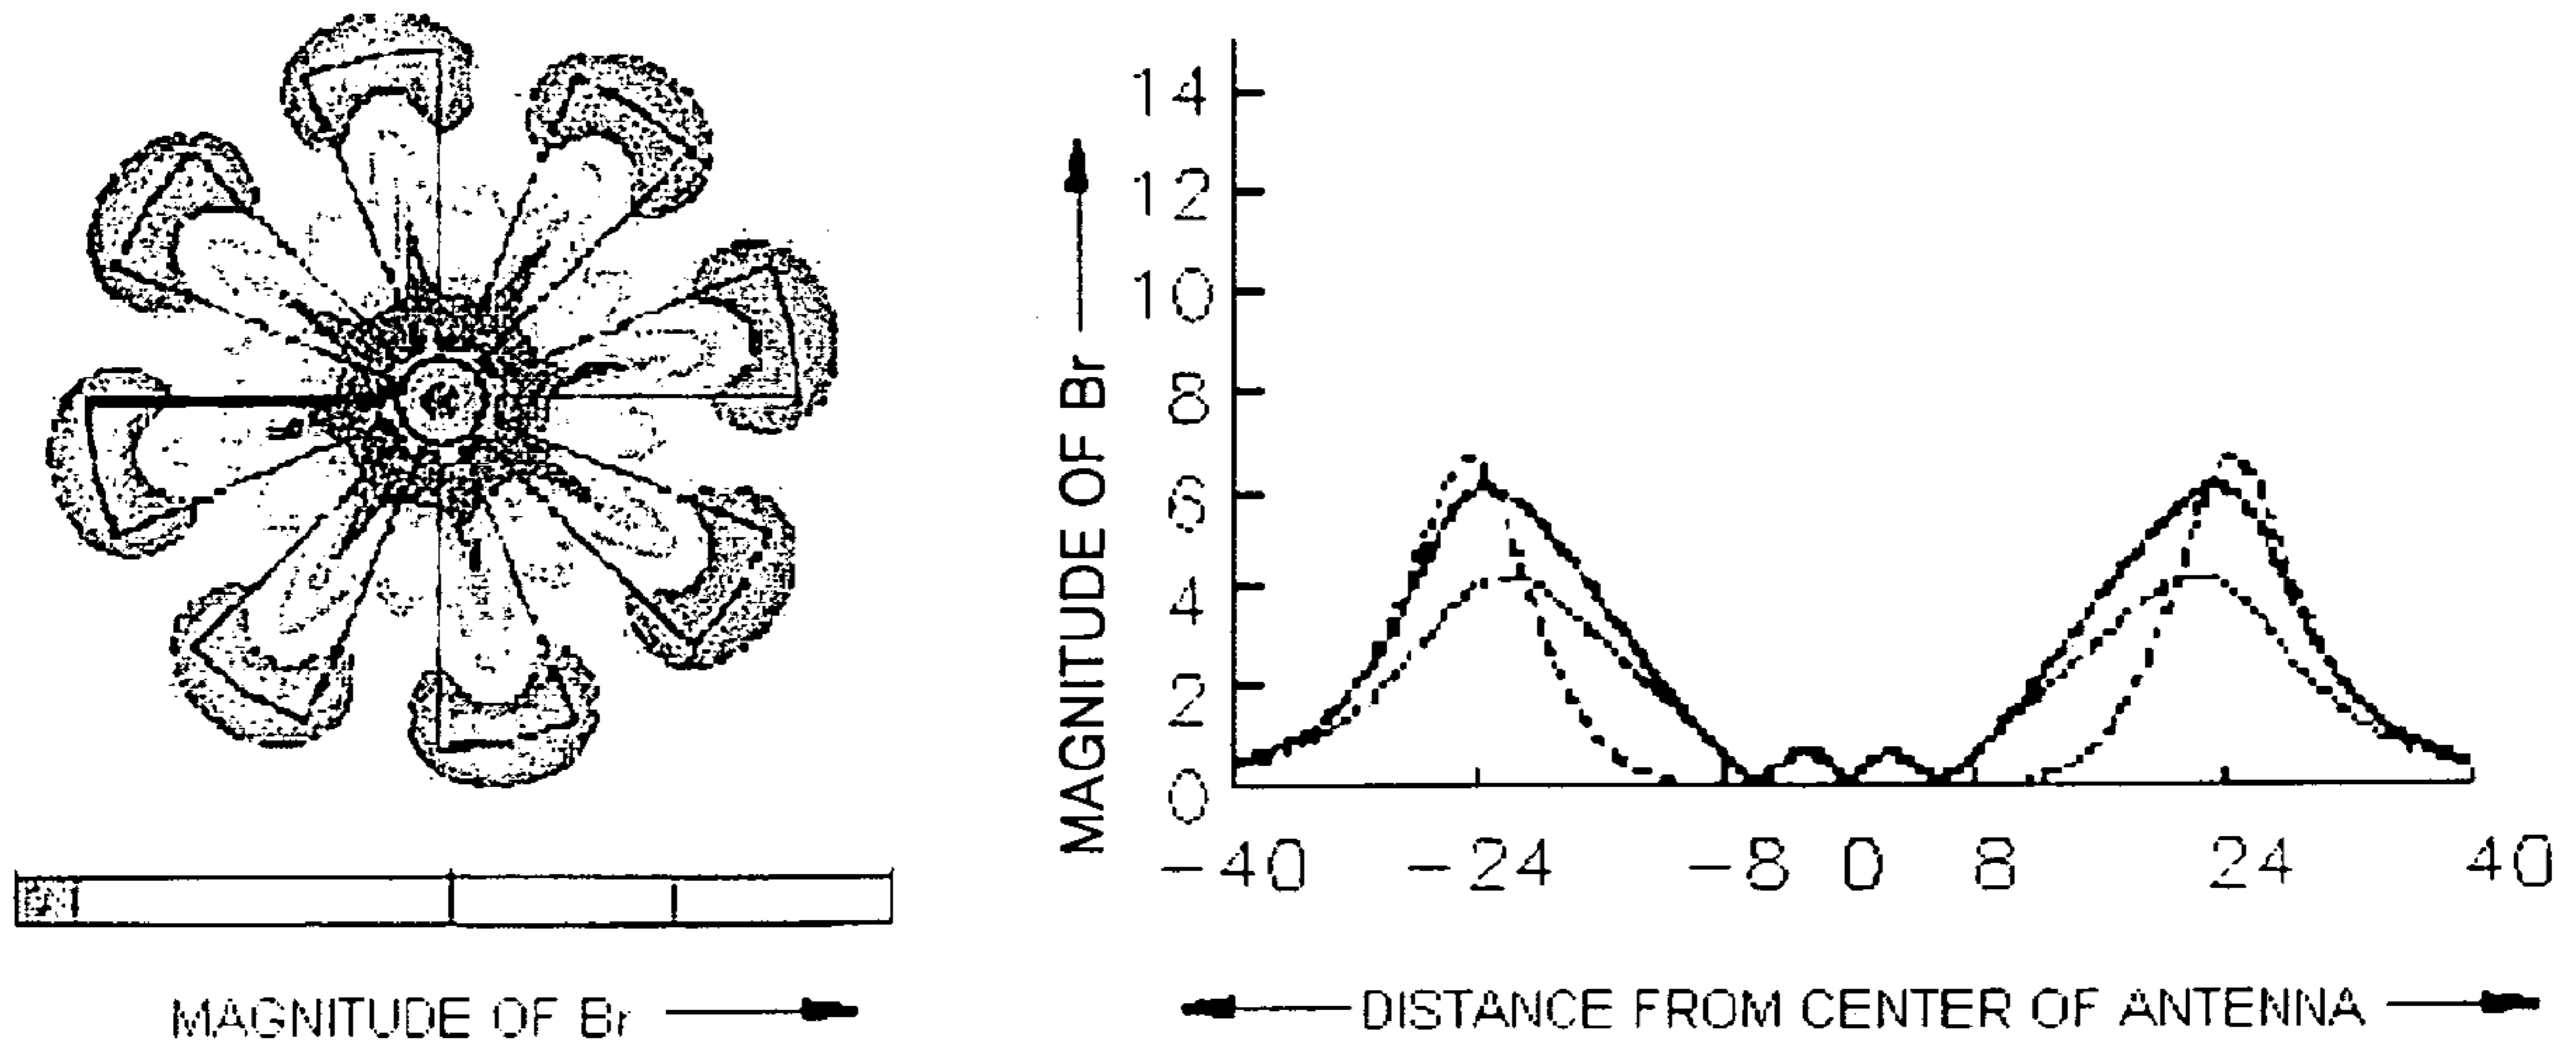 MAGNITUDE OF Br
14
12
10
8
6
4
2
0
-40 -24 -8 0 8 24 40
MAGNITUDE OF Br
DISTANCE FROM CENTER OF ANTENNA